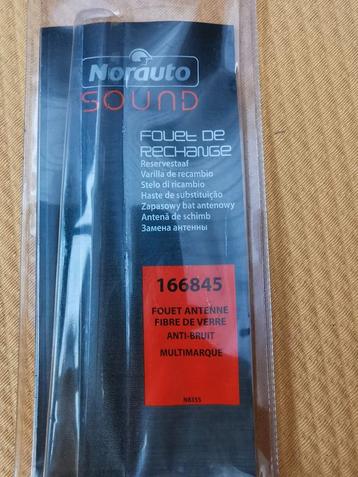 Norauto
SOUND
FOUET DE
RECHANGE
Reservestaaf
Varilla de recambio
Stelo di ricambio
Haste de substituição
Zapasowy bat antenowy
Antenă de schimb
Замена антенны
166845
FOUET ANTENNE
FIBRE DE VERRE
ANTI-BRUIT
MULTIMARQUE
N8355